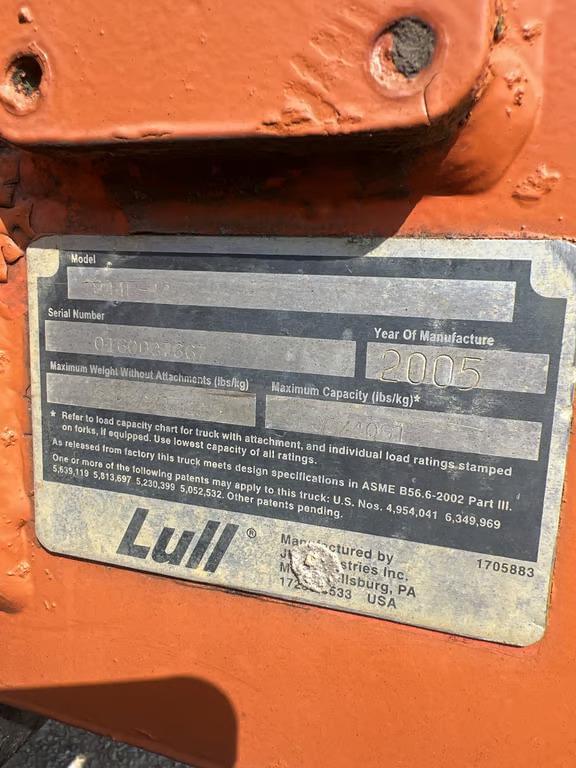 Model
Serial Number
Year Of Manufacture
2005
Maximum Weight Without Attachments (lbs/kg)
Maximum Capacity (lbs/kg)*
* Refer to load capacity chart for truck with attachment, and individual load ratings stamped
on forks, if equipped. Use lowest capacity of all ratings.
As released from factory this truck meets design specifications in ASME B56.6-2002 Part III.
One or more of the following patents may apply to this truck: U.S. Nos. 4,954,041 6,349,969
5,639,119 5,813,697 5,230,399 5,052,532. Other patents pending.
Lull ®
Manufactured by
Inc.
PA
USA
1705883